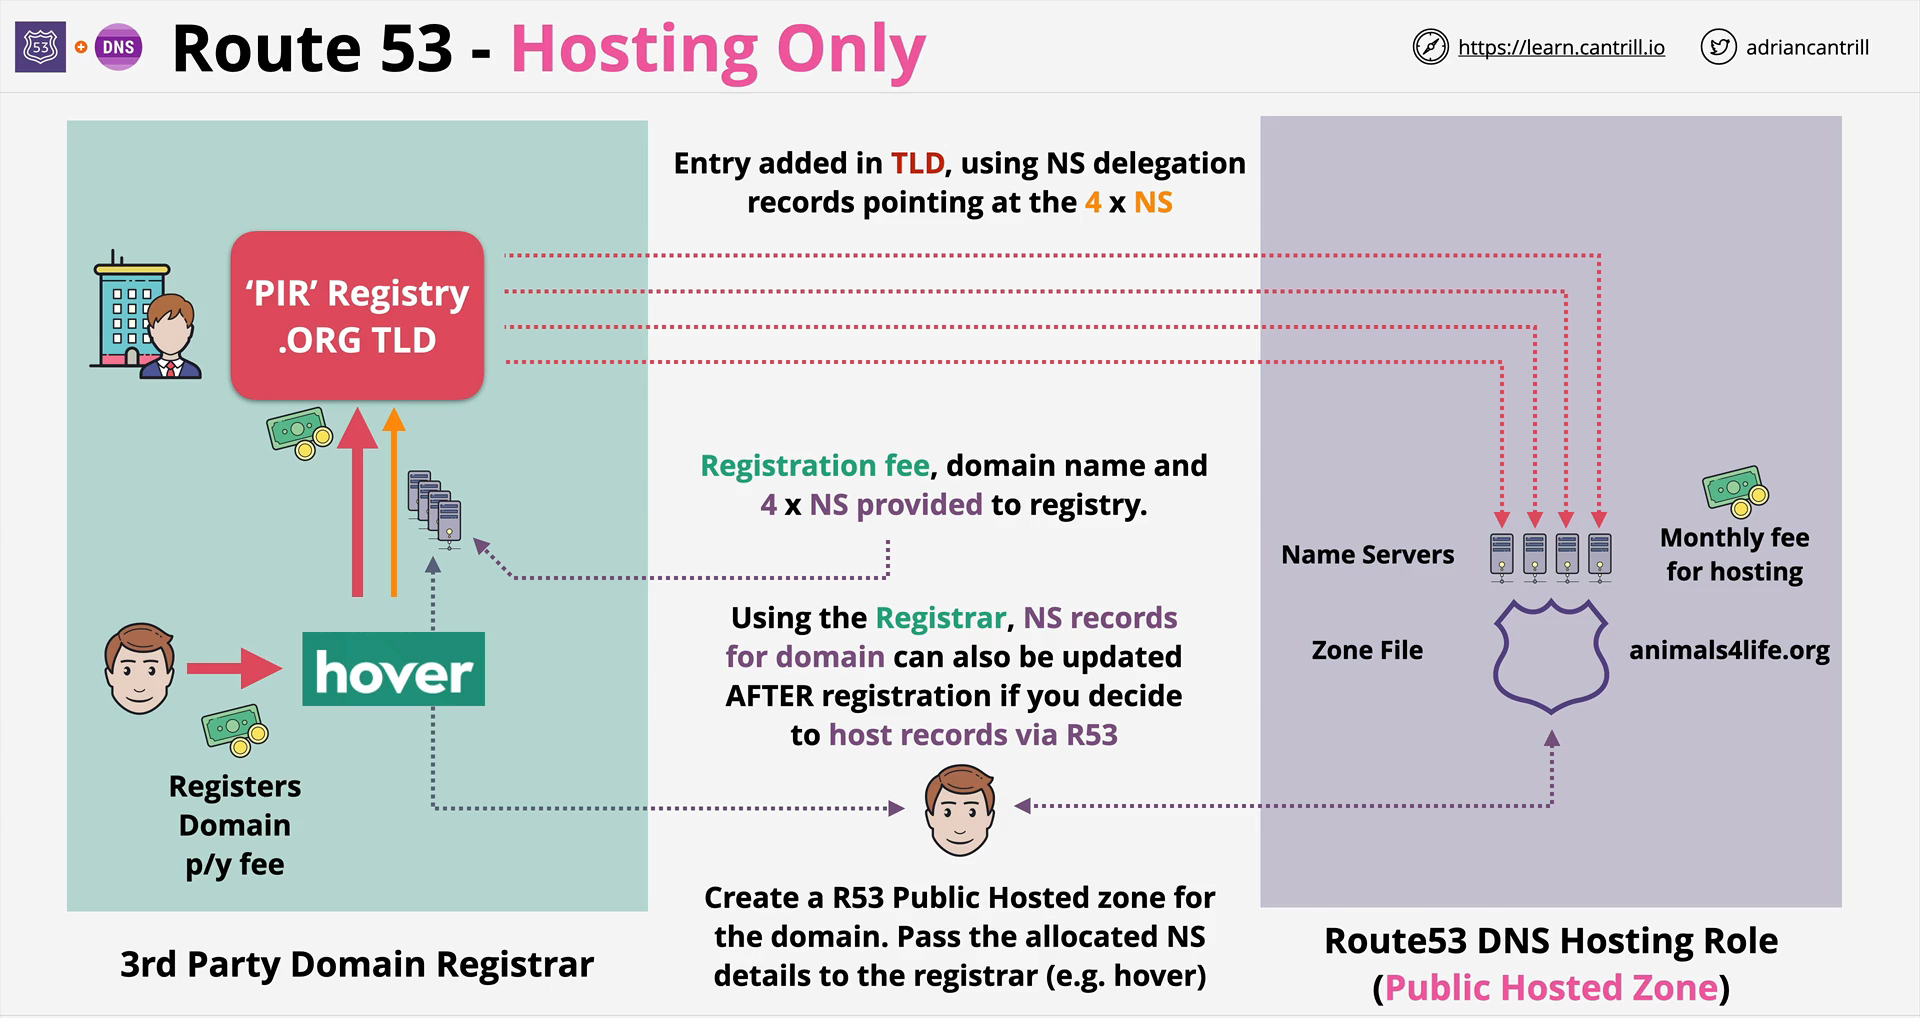 53
DNS
Route 53 - Hosting Only
https://learn.cantrill.io
adriancantrill
Entry added in TLD, using NS delegation
records pointing at the 4 x NS
‘PIR’ Registry
.ORG TLD
Registration fee, domain name and
4 x NS provided to registry.
Name Servers
Monthly fee
for hosting
Using the Registrar, NS records
for domain can also be updated
AFTER registration if you decide
to host records via R53
hover
Zone File
animals4life.org
Registers
Domain
p/y fee
Create a R53 Public Hosted zone for
the domain. Pass the allocated NS
details to the registrar (e.g. hover)
3rd Party Domain Registrar
Route53 DNS Hosting Role
(Public Hosted Zone)